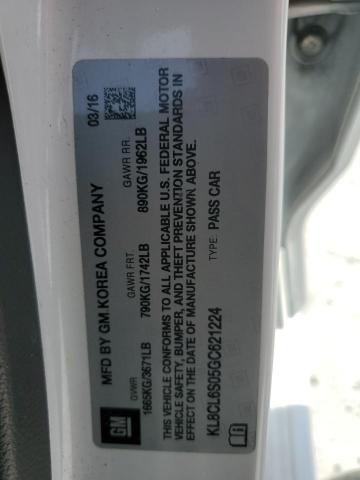 03/16
MFD BY GM KOREA COMPANY
GVWR GAWR FRT. GAWR RR.
1665KG/3671LB 790KG/1742LB 890KG/1962LB
THIS VEHICLE CONFORMS TO ALL APPLICABLE U.S. FEDERAL MOTOR
VEHICLE SAFETY, BUMPER, AND THEFT PREVENTION STANDARDS IN
EFFECT ON THE DATE OF MANUFACTURE SHOWN ABOVE.
KL8CL6S05GC621224 TYPE: PASS CAR
GM